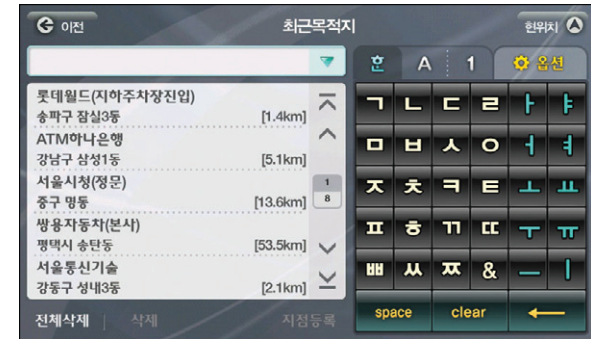 이전
최근목적지
현위치
한 A 1 옵션
롯데월드(지하주차장진입)
송파구 잠실3동 [1.4km]
ATM하나은행
강남구 삼성1동 [5.1km]
서울시청(정문)
중구 명동 [13.6km]
쌍용자동차(본사)
평택시 송탄동 [53.5km]
서울통신기술
강동구 성내3동 [2.1km]
1
8
전체삭제 | 삭제 지점등록
ㄱ ㄴ ㄷ ㄹ ㅏ ㅑ
ㅁ ㅂ ㅅ ㅇ ㅓ ㅕ
ㅈ ㅊ ㅋ ㅌ ㅗ ㅛ
ㅍ ㅎ ㄲ ㄸ ㅜ ㅠ
ㅃ ㅆ ㅉ & ㅡ ㅣ
space clear ←